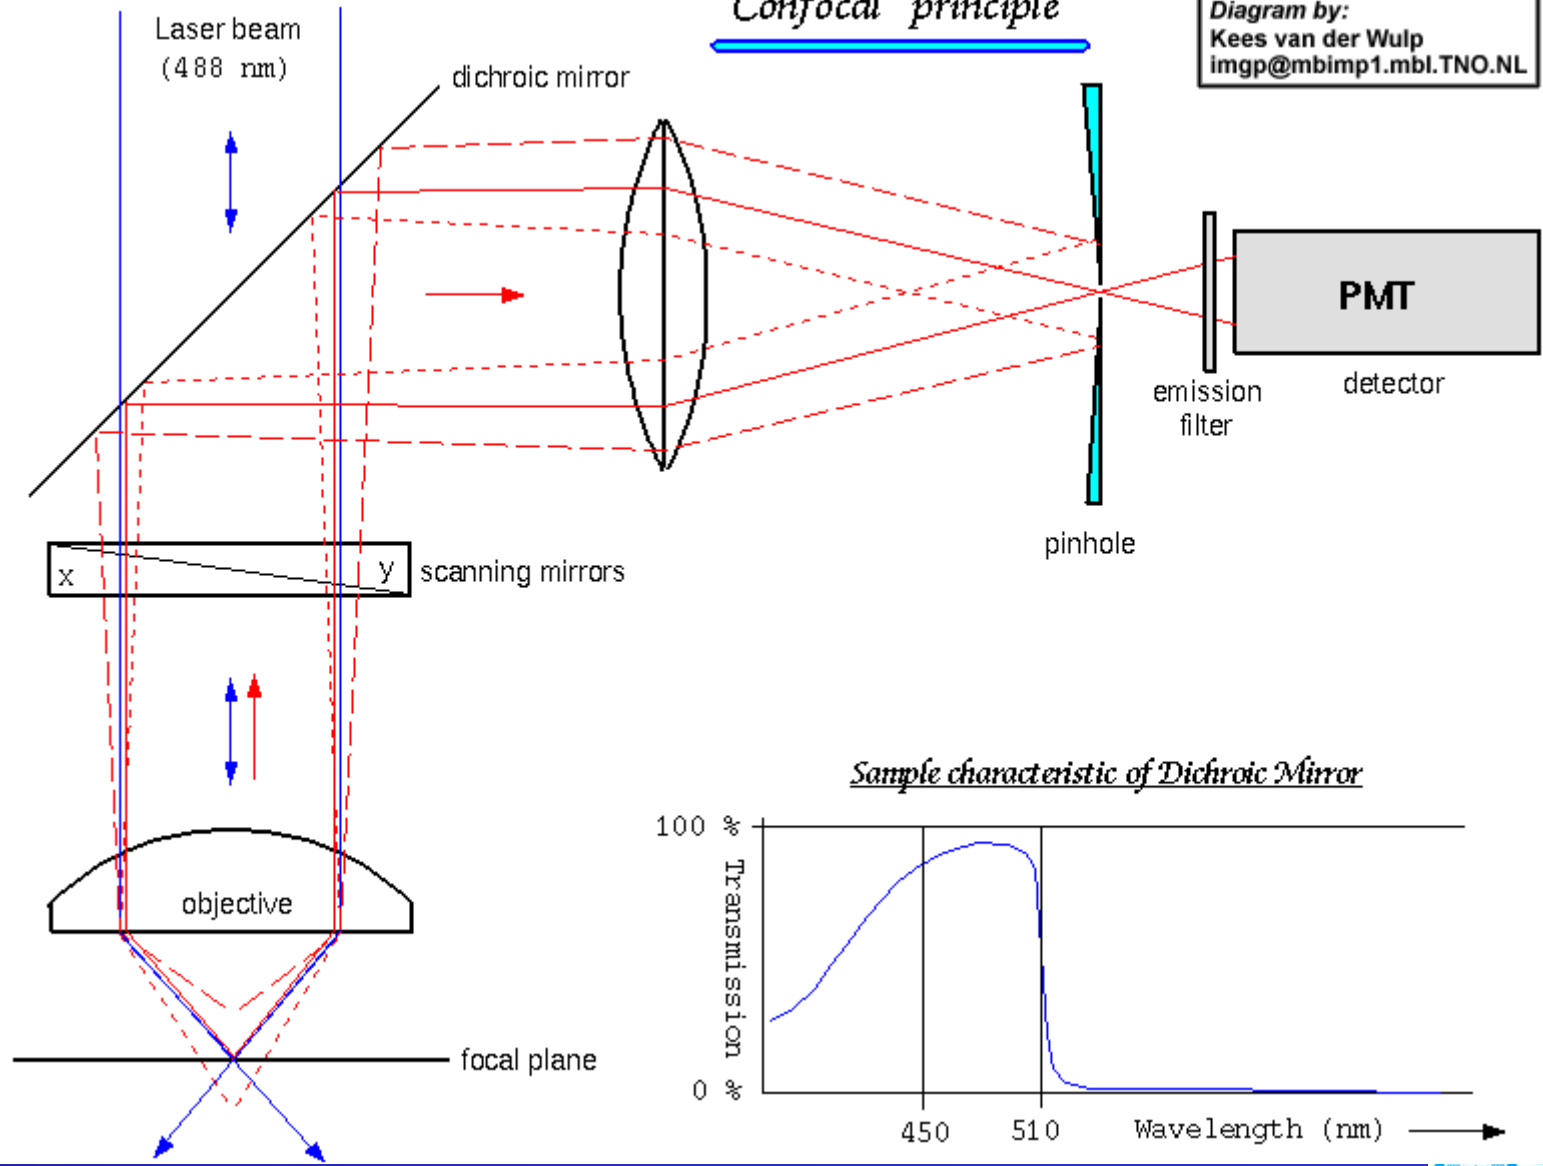 Confocal principle
Diagram by:
Kees van der Wulp
imgp@mbimp1.mbl.TNO.NL
Laser beam
(488 nm)
dichroic mirror
PMT
detector
emission
filter
pinhole
x
y
scanning mirrors
objective
focal plane
Sample characteristic of Dichroic Mirror
100 %
Transmission %
0 %
450
510
Wavelength (nm)